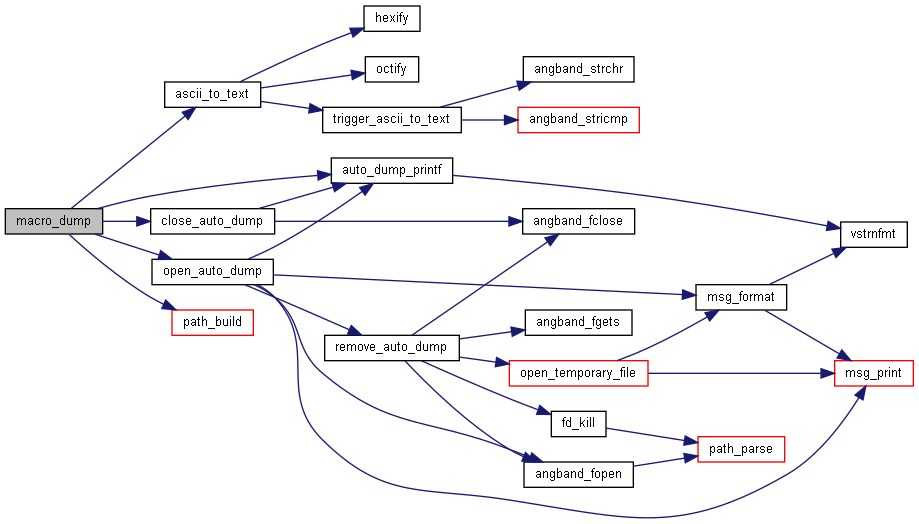 hexify
octify
angband_strchr
ascii_to_text
trigger_ascii_to_text
angband_stricmp
auto_dump_printf
macro_dump
close_auto_dump
angband_fclose
vstrnfmt
open_auto_dump
msg_format
path_build
angband_fgets
remove_auto_dump
open_temporary_file
msg_print
fd_kill
path_parse
angband_fopen